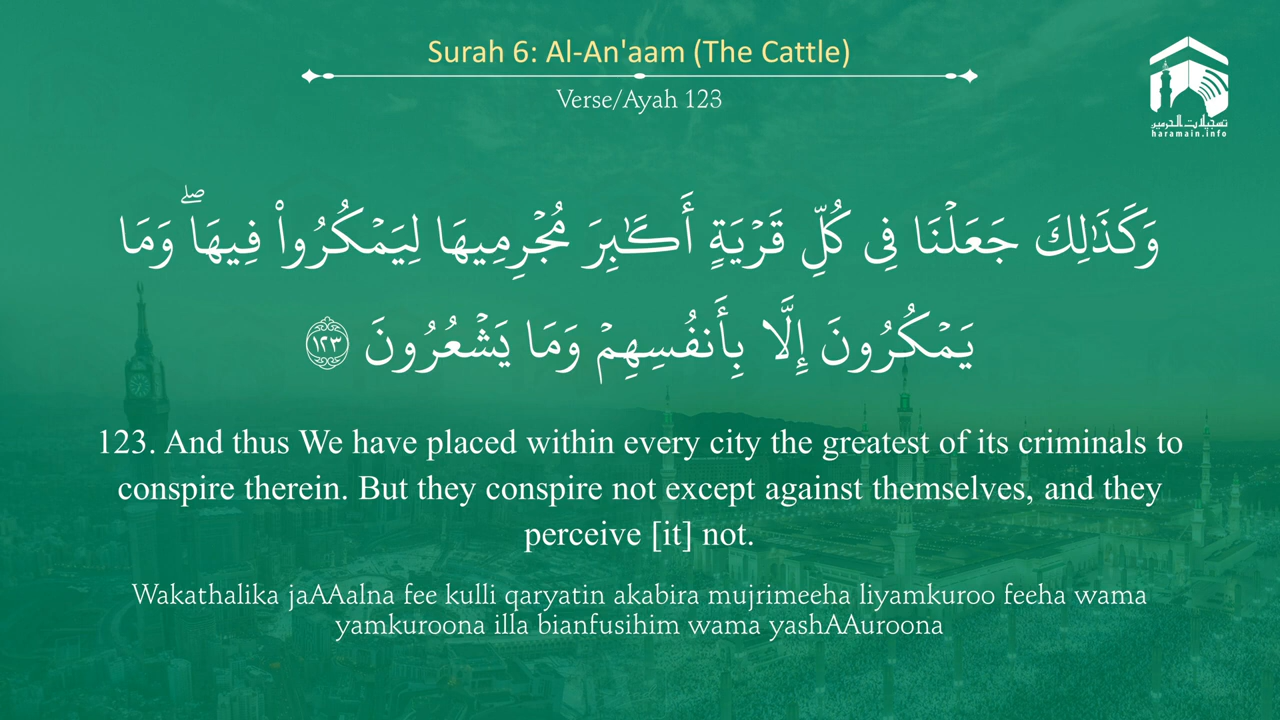 Surah 6: Al-An'aam (The Cattle)
Verse/Ayah 123
تسجيلات الحرمين
haramain.info
وَكَذَٰلِكَ جَعَلْنَا فِى كُلِّ قَرْيَةٍ أَكَـٰبِرَ مُجْرِمِيهَا لِيَمْكُرُوا۟ فِيهَا ۖ وَمَا
يَمْكُرُونَ إِلَّا بِأَنفُسِهِمْ وَمَا يَشْعُرُونَ ١٢٣
123. And thus We have placed within every city the greatest of its criminals to
conspire therein. But they conspire not except against themselves, and they
perceive [it] not.
Wakathalika jaAAalna fee kulli qaryatin akabira mujrimeeha liyamkuroo feeha wama
yamkuroona illa bianfusihim wama yashAAuroona